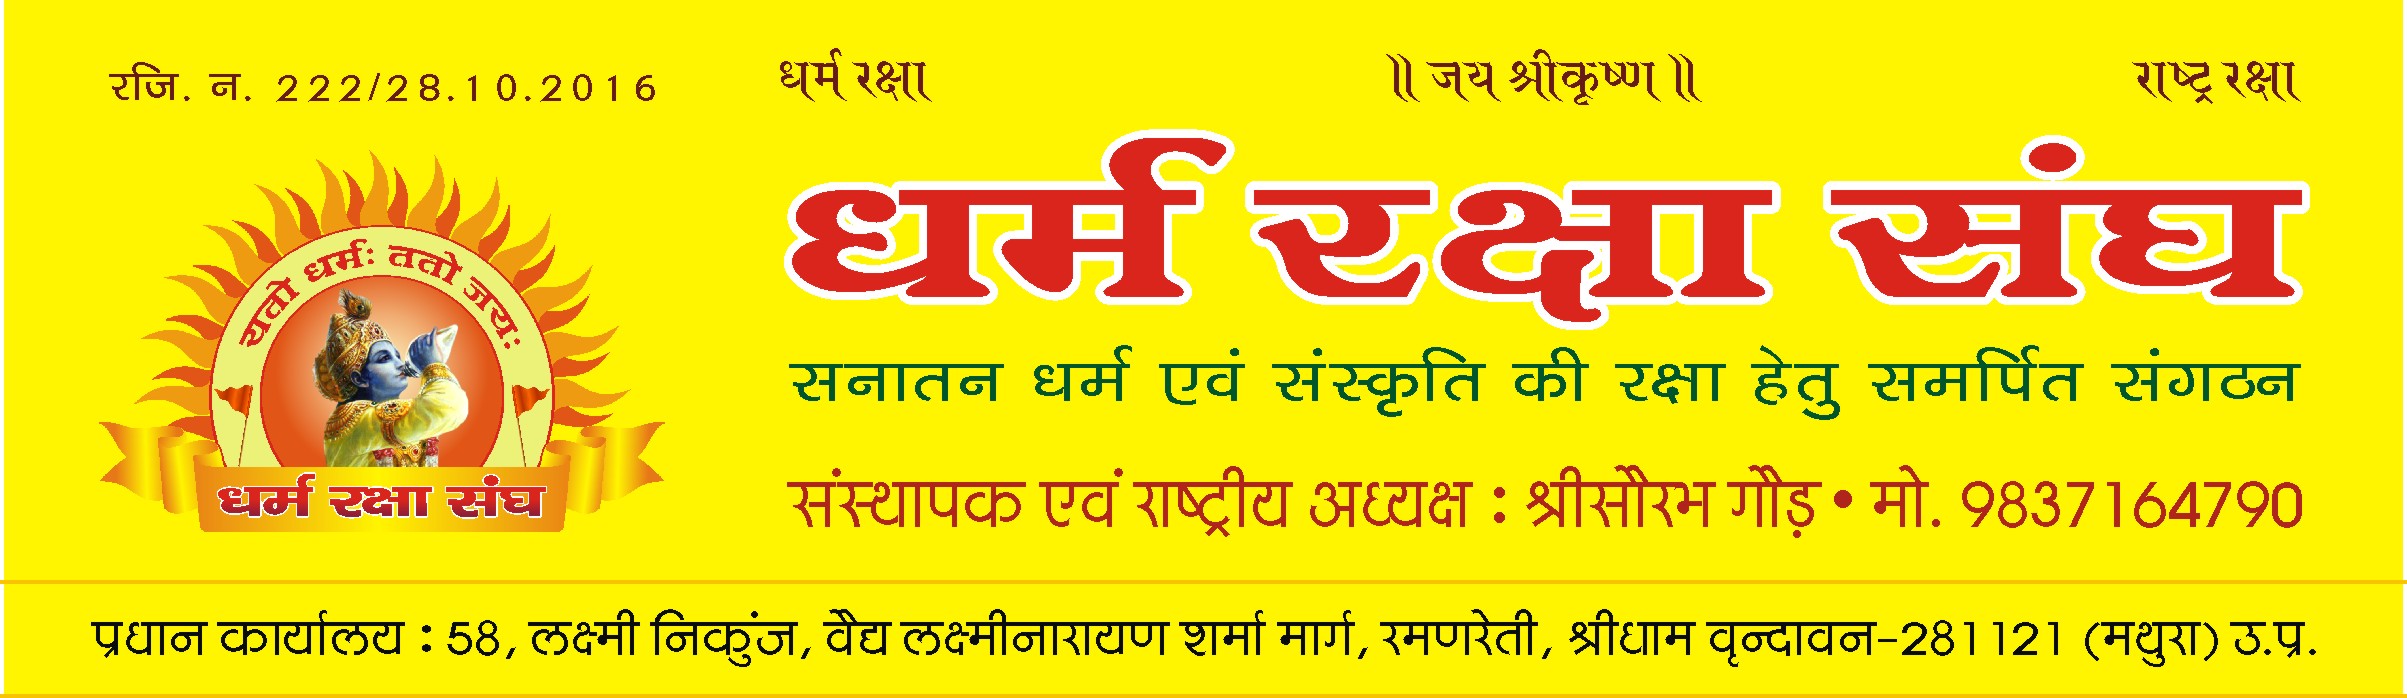 रजि. न. 222/28.10.2016
धर्म रक्षा
॥ जय श्रीकृष्ण ॥
राष्ट्र रक्षा
यतो धर्मः ततो जयः
धर्म रक्षा संघ
धर्म रक्षा संघ
सनातन धर्म एवं संस्कृति की रक्षा हेतु समर्पित संगठन
संस्थापक एवं राष्ट्रीय अध्यक्ष : श्रीसौरभ गौड़ • मो. 9837164790
प्रधान कार्यालय : 58, लक्ष्मी निकुंज, वैद्य लक्ष्मीनारायण शर्मा मार्ग, रमणरेती, श्रीधाम वृन्दावन-281121 (मथुरा) उ.प्र.